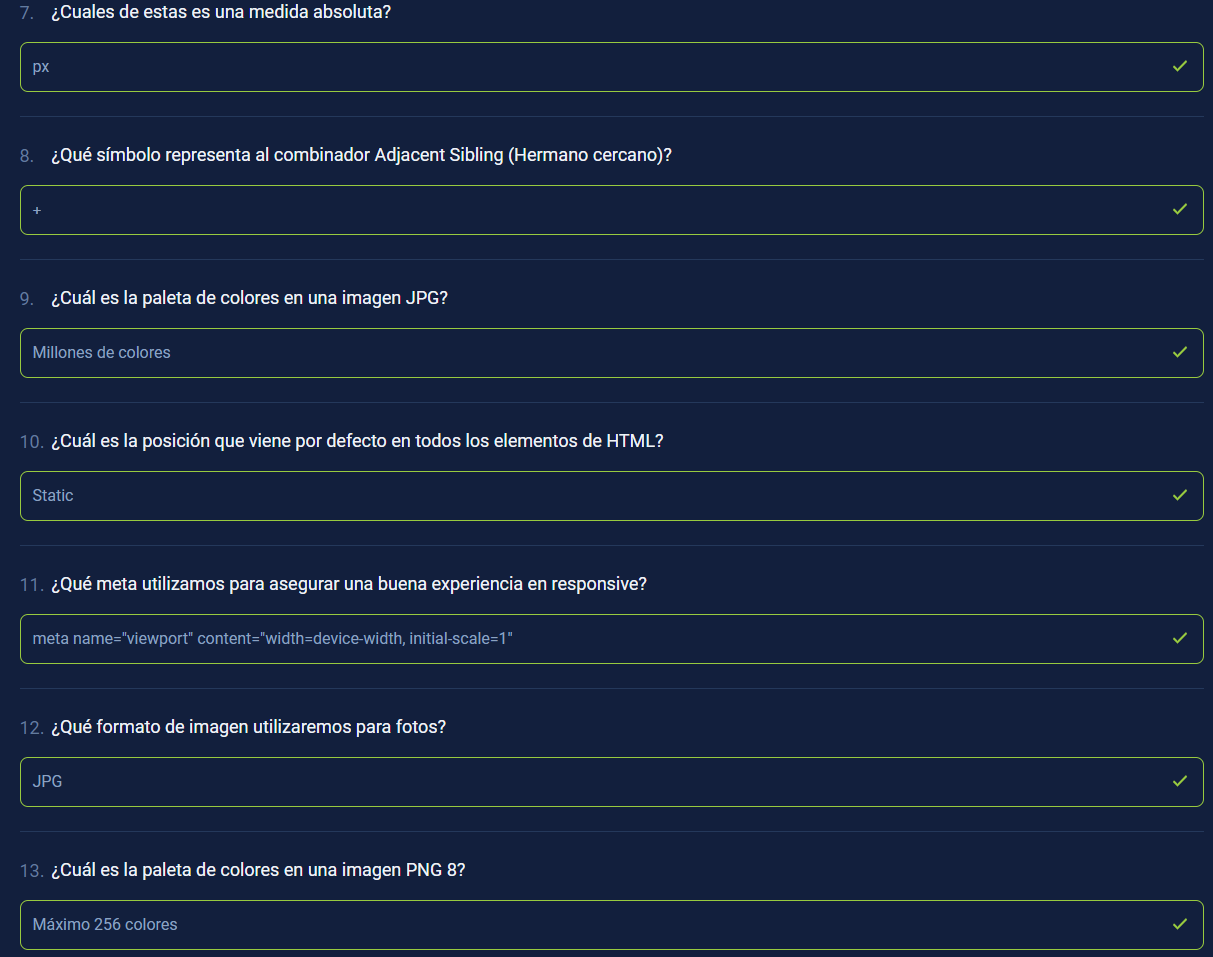 7. ¿Cuales de estas es una medida absoluta?
px
8. ¿Qué símbolo representa al combinador Adjacent Sibling (Hermano cercano)?
+
9. ¿Cuál es la paleta de colores en una imagen JPG?
Millones de colores
10. ¿Cuál es la posición que viene por defecto en todos los elementos de HTML?
Static
11. ¿Qué meta utilizamos para asegurar una buena experiencia en responsive?
meta name="viewport" content="width=device-width, initial-scale=1"
12. ¿Qué formato de imagen utilizaremos para fotos?
JPG
13. ¿Cuál es la paleta de colores en una imagen PNG 8?
Máximo 256 colores